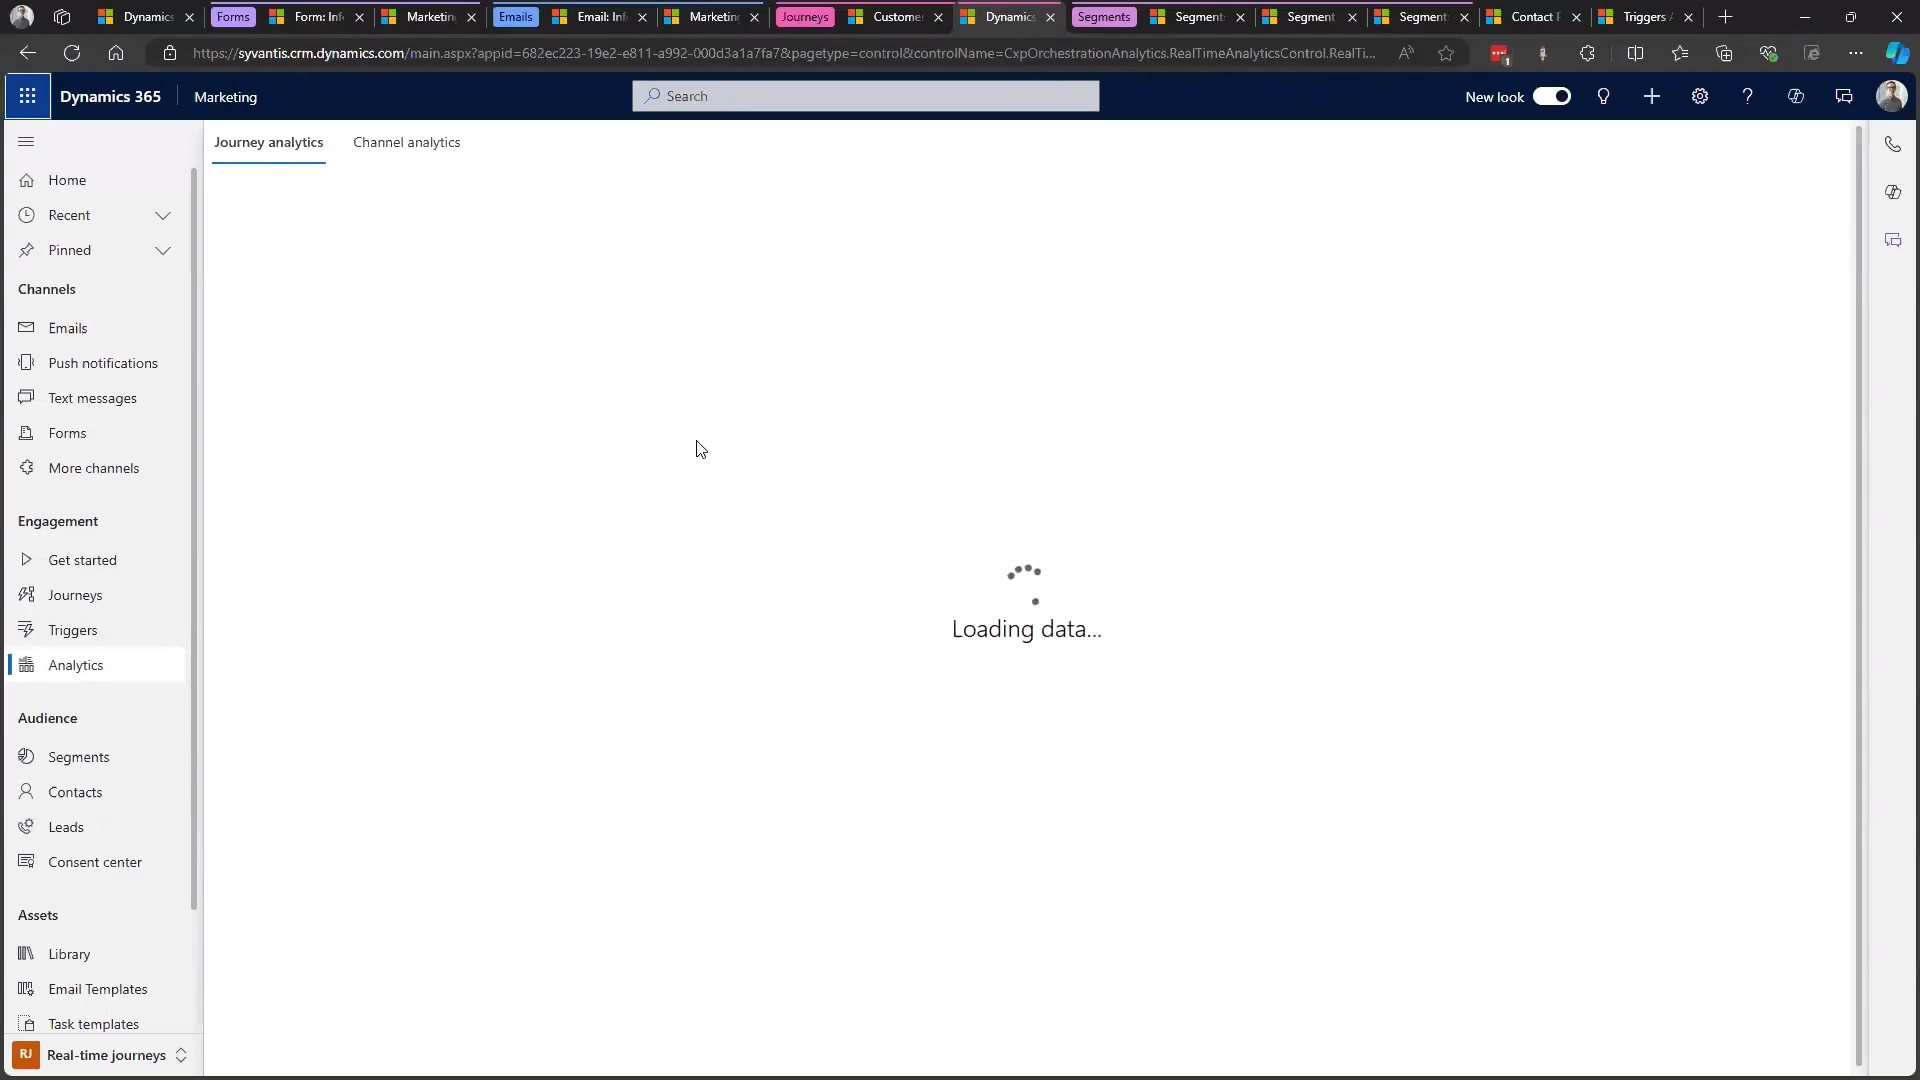 Dynamics
Forms
Form: Inf
Marketing
Emails
Email: Inf
Marketing
Journeys
Customer
Dynamics
Segments
Segment
Segment
Segment
Contact F
Triggers A
https://syvantis.crm.dynamics.com/main.aspx?appid=682ec223-19e2-e811-a992-000d3a1a7fa7&pagetype=control&controlName=CxpOrchestrationAnalytics.RealTimeAnalyticsControl.RealTi...
1
Dynamics 365
Marketing
Search
New look
Journey analytics
Channel analytics
Home
Recent
Pinned
Channels
Emails
Push notifications
Text messages
Forms
More channels
Engagement
Get started
Journeys
Triggers
Analytics
Audience
Segments
Contacts
Leads
Consent center
Assets
Library
Email Templates
Task templates
RJ Real-time journeys
Loading data...